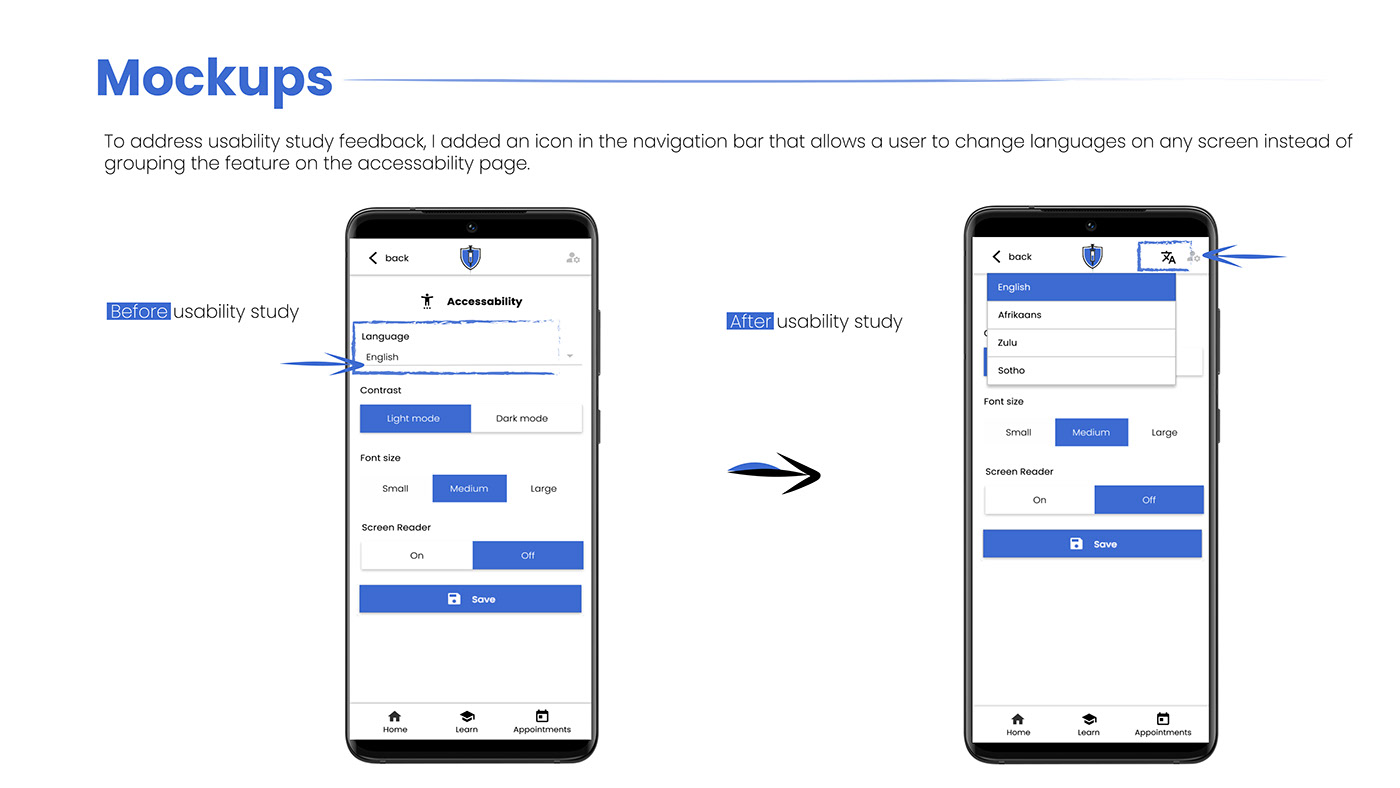 Mockups
To address usability study feedback, I added an icon in the navigation bar that allows a user to change languages on any screen instead of
grouping the feature on the accessability page.
Before usability study
back
Accessability
Language
English
Contrast
Light mode Dark mode
Font size
Small Medium Large
Screen Reader
On Off
Save
Home Learn Appointments
After usability study
back
English
Afrikaans
Zulu
Sotho
Font size
Small Medium Large
Screen Reader
On Off
Save
Home Learn Appointments